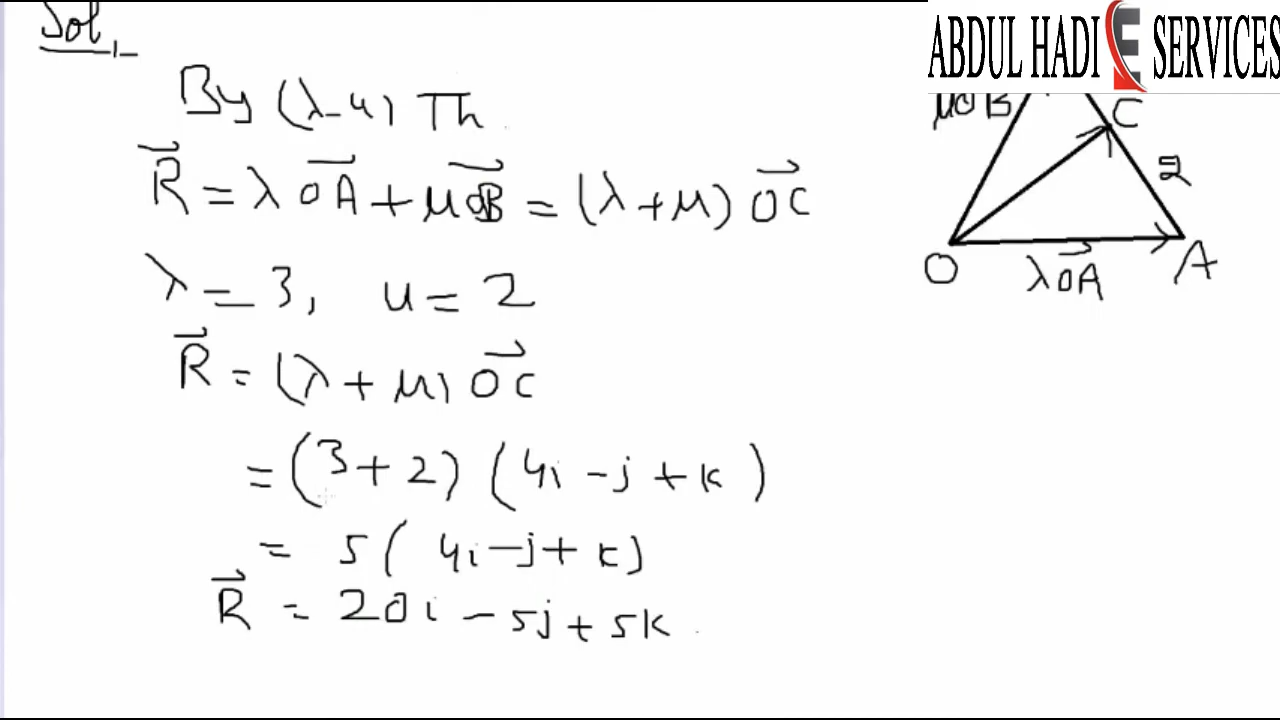 Sol
ABDUL HADI E SERVICES
By (λ-u) Th
μOB
C
R⃗ = λ OA⃗ + μ OB⃗ = (λ+μ) OC⃗
2
O
λOA⃗
A
λ = 3, u = 2
R⃗ = (λ + μ) OC⃗
= (3+2) (4i - j + k)
= 5 (4i - j + k)
R⃗ = 20i - 5j + 5k